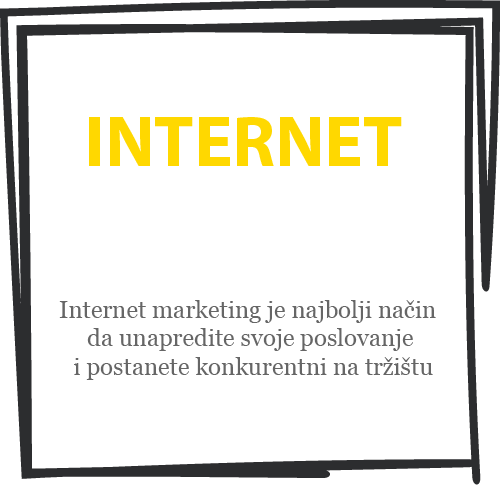 INTERNET
Internet marketing je najbolji način
da unapredite svoje poslovanje
i postanete konkurentni na tržištu